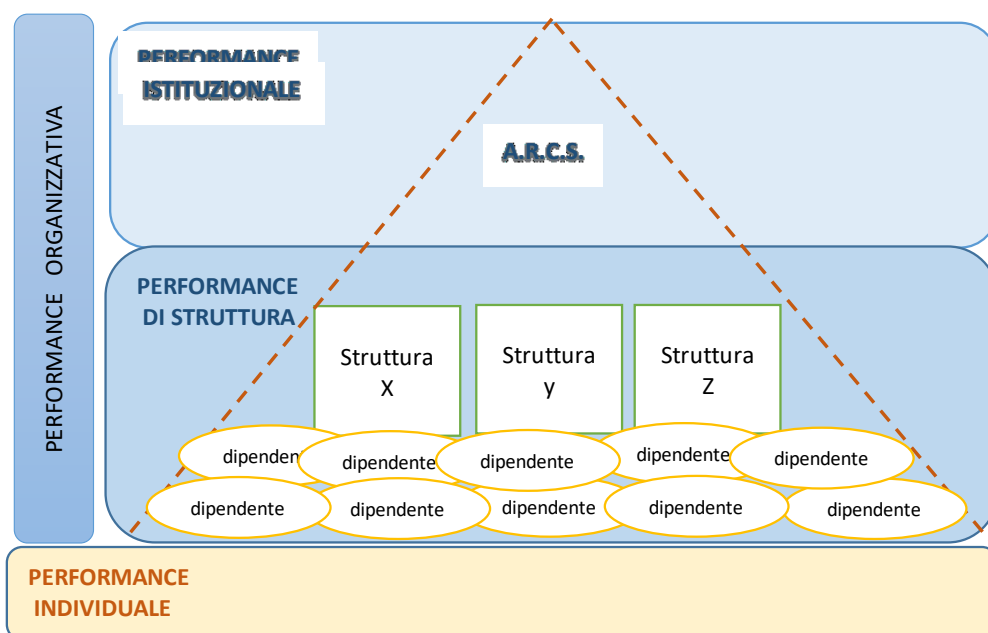 PERFORMANCE ORGANIZZATIVA
PERFORMANCE
ISTITUZIONALE
A.R.C.S.
PERFORMANCE
DI STRUTTURA
Struttura
X
Struttura
y
Struttura
Z
dipendent
dipendente
dipendente
dipendente
dipendente
dipendente
dipendente
dipendente
dipendente
dipendente
PERFORMANCE
INDIVIDUALE